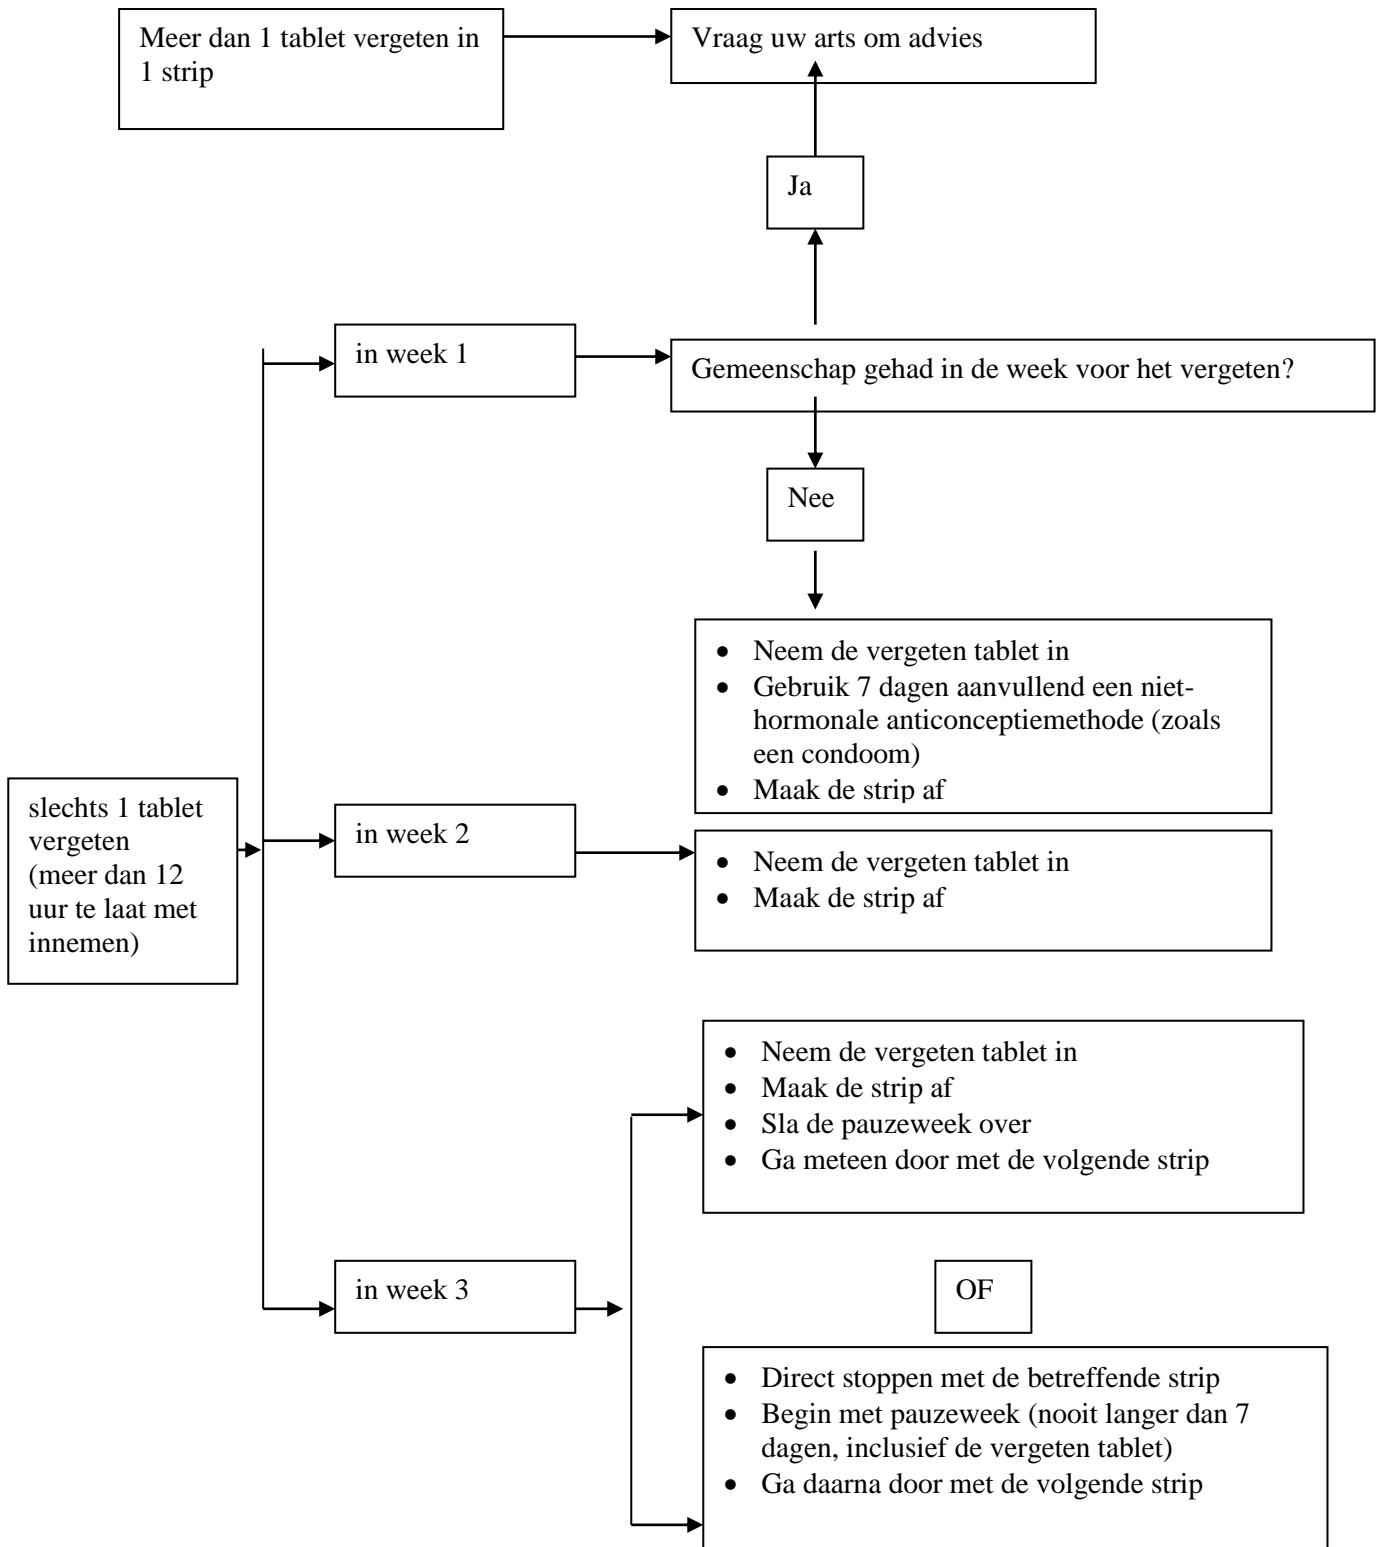 Meer dan 1 tablet vergeten in
1 strip
Vraag uw arts om advies
Ja
in week 1
Gemeenschap gehad in de week voor het vergeten?
Nee
• Neem de vergeten tablet in
• Gebruik 7 dagen aanvullend een niet-
hormonale anticonceptiemethode (zoals
een condoom)
• Maak de strip af
slechts 1 tablet
vergeten
(meer dan 12
uur te laat met
innemen)
in week 2
• Neem de vergeten tablet in
• Maak de strip af
• Neem de vergeten tablet in
• Maak de strip af
• Sla de pauzeweek over
• Ga meteen door met de volgende strip
in week 3
OF
• Direct stoppen met de betreffende strip
• Begin met pauzeweek (nooit langer dan 7
dagen, inclusief de vergeten tablet)
• Ga daarna door met de volgende strip